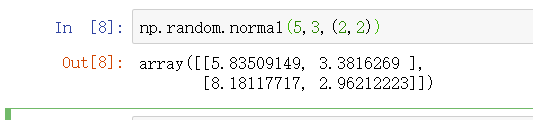 In [8]: np.random.normal(5,3,(2,2))
Out[8]: array([[5.83509149, 3.3816269 ],
[8.18117717, 2.96212223]])